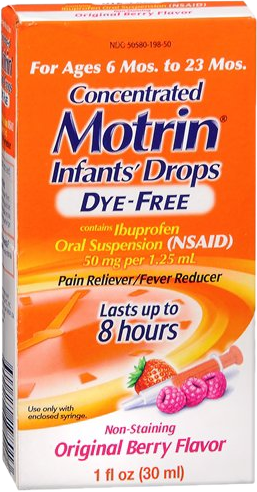 NDC 50580-198-50
For Ages 6 Mos. to 23 Mos.
Concentrated
Motrin®
Infants' Drops
DYE-FREE
contains Ibuprofen
Oral Suspension (NSAID)
50 mg per 1.25 mL
Pain Reliever/Fever Reducer
Lasts up to
8 hours
Use only with
enclosed syringe.
Non-Staining
Original Berry Flavor
1 fl oz (30 ml)